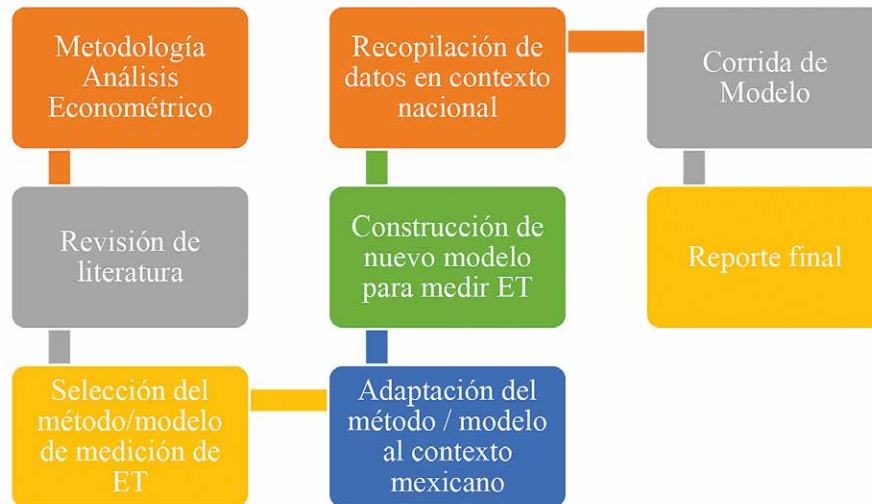 Metodología
Análisis
Econométrico
Revisión de
literatura
Selección del
método/modelo
de medición de
ET
Adaptación del
método / modelo
al contexto
mexicano
Construcción de
nuevo modelo
para medir ET
Recopilación de
datos en contexto
nacional
Corrida de
Modelo
Reporte final